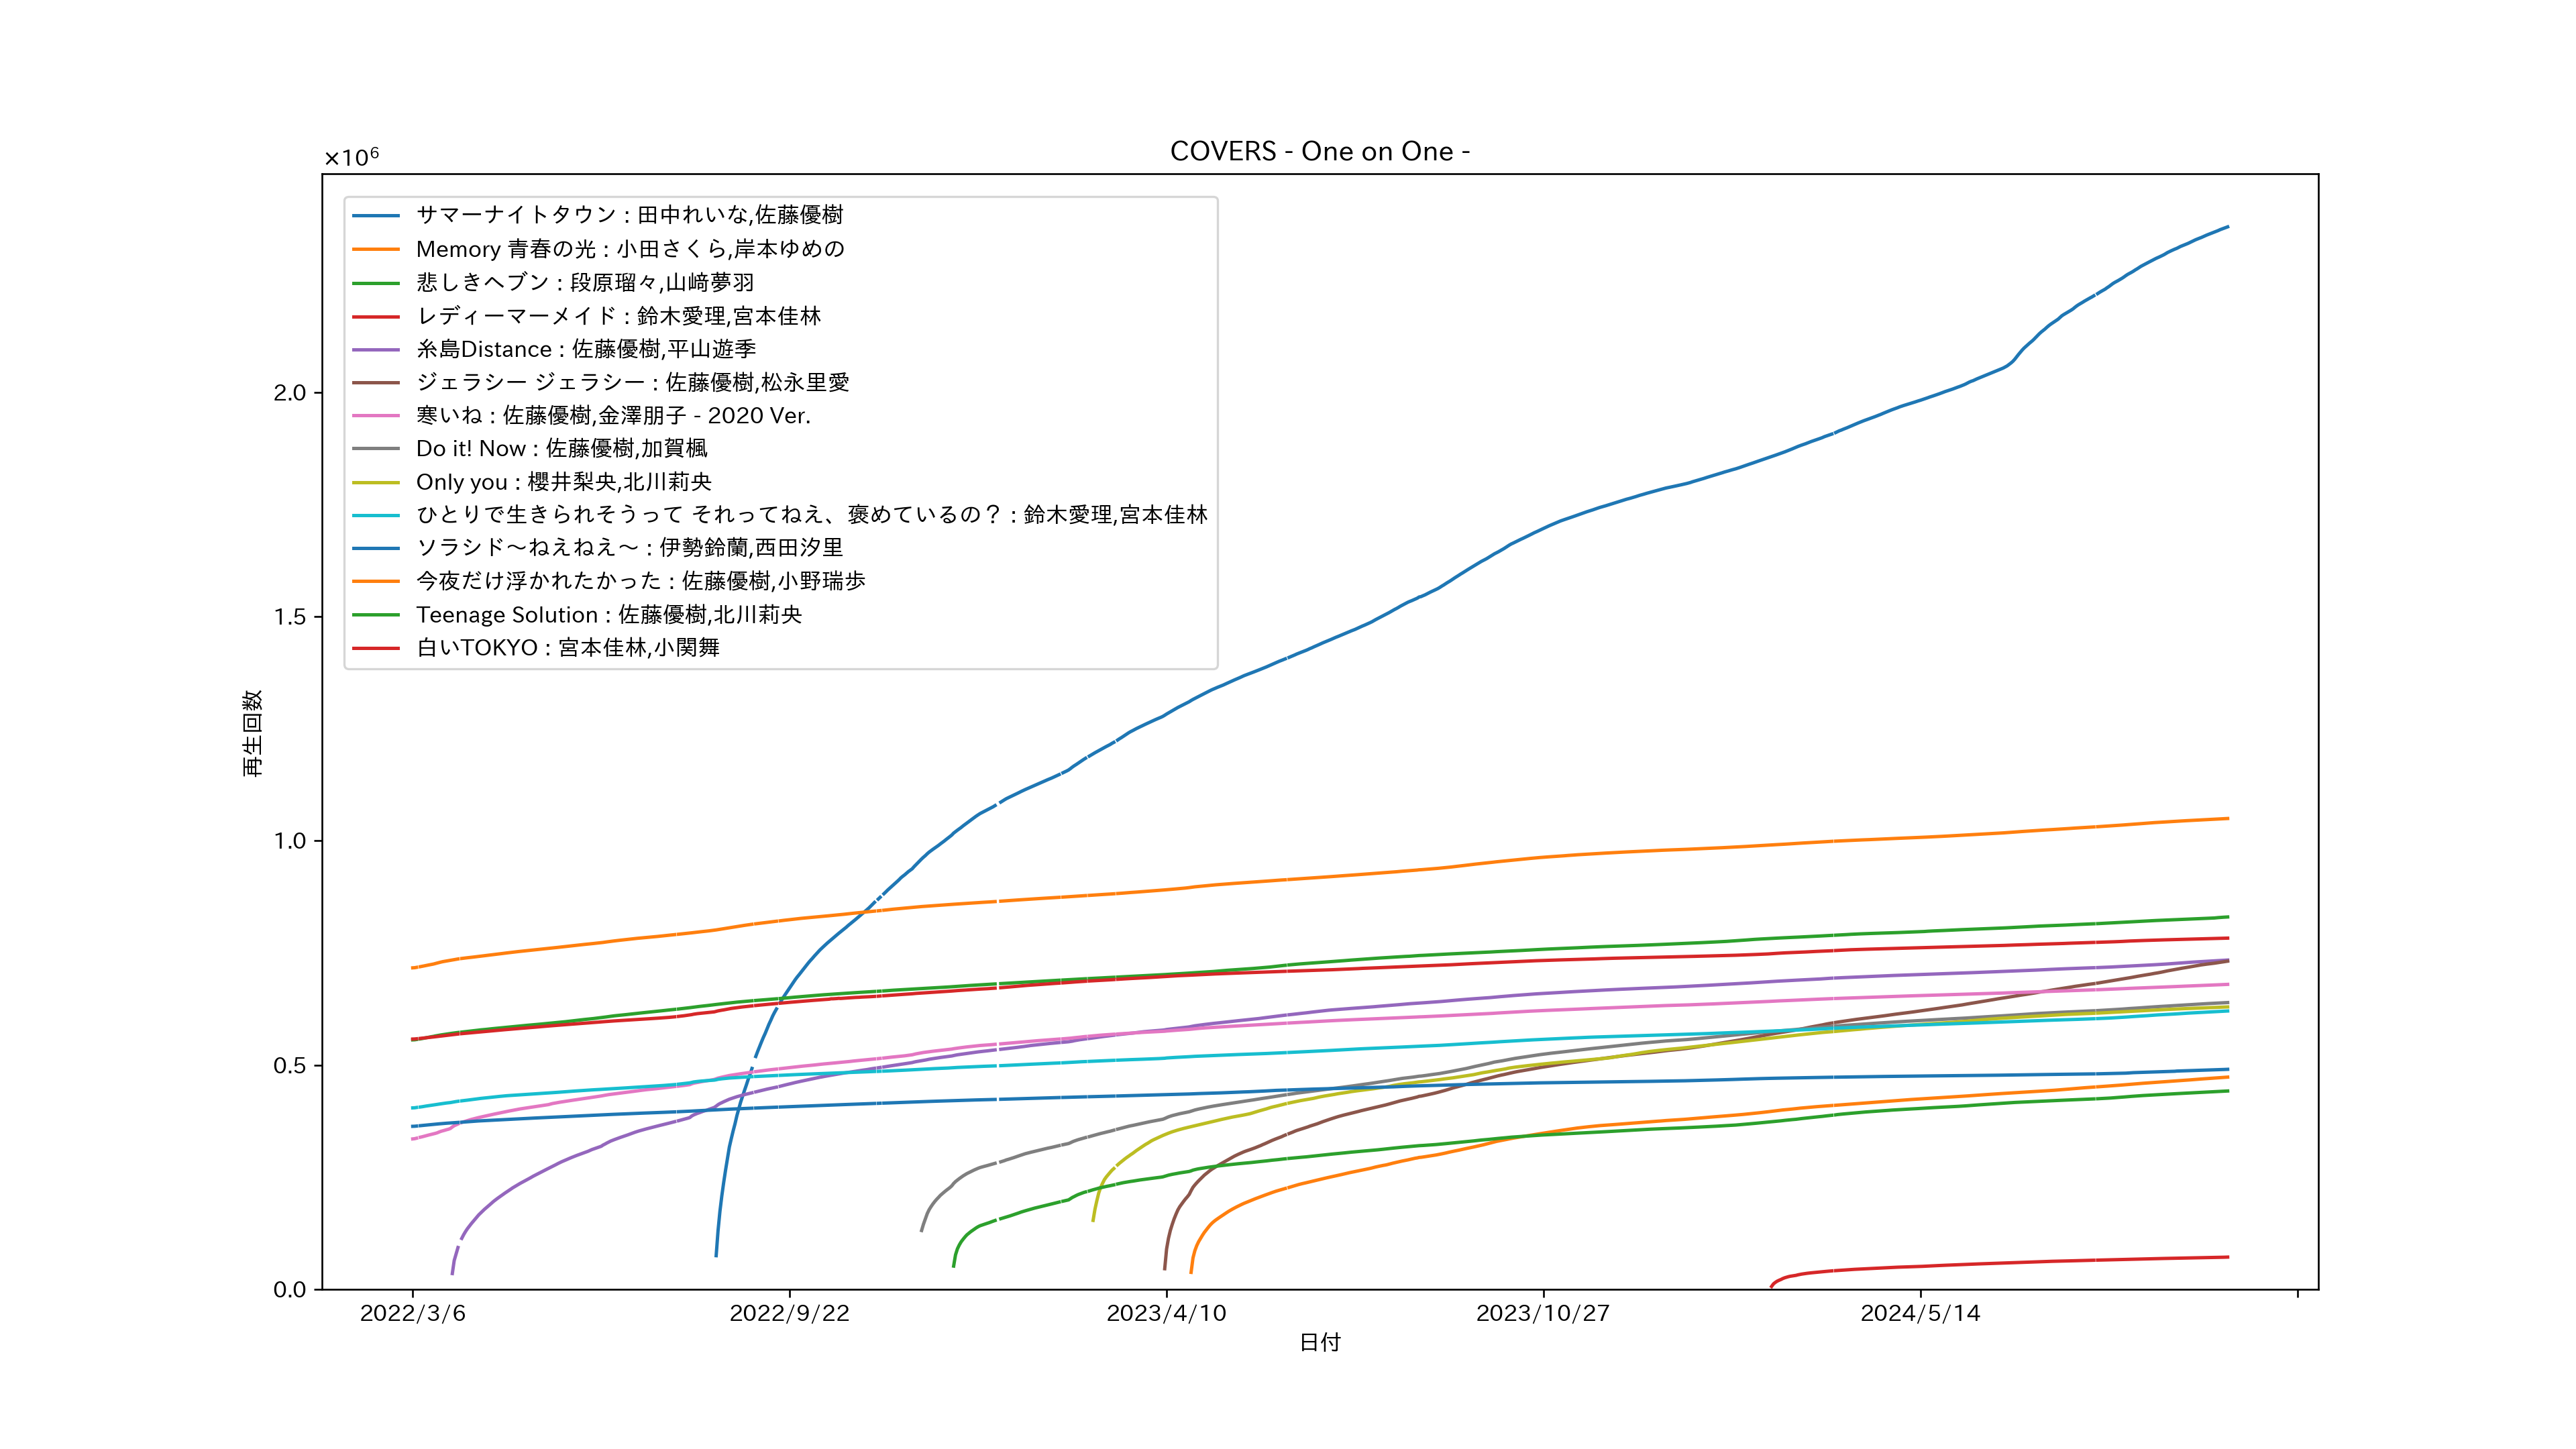 COVERS - One on One -
×10⁶
サマーナイトタウン : 田中れいな,佐藤優樹
Memory 青春の光 : 小田さくら,岸本ゆめの
悲しきヘブン : 段原瑠々,山﨑夢羽
レディーマーメイド : 鈴木愛理,宮本佳林
糸島Distance : 佐藤優樹,平山遊季
ジェラシー ジェラシー : 佐藤優樹,松永里愛
寒いね : 佐藤優樹,金澤朋子 - 2020 Ver.
Do it! Now : 佐藤優樹,加賀楓
Only you : 櫻井梨央,北川莉央
ひとりで生きられそうって それってねえ、褒めているの？ : 鈴木愛理,宮本佳林
ソラシド〜ねえねえ〜 : 伊勢鈴蘭,西田汐里
今夜だけ浮かれたかった : 佐藤優樹,小野瑞歩
Teenage Solution : 佐藤優樹,北川莉央
白いTOKYO : 宮本佳林,小関舞
2.0
1.5
1.0
0.5
0.0
再生回数
2022/3/6
2022/9/22
2023/4/10
2023/10/27
2024/5/14
日付